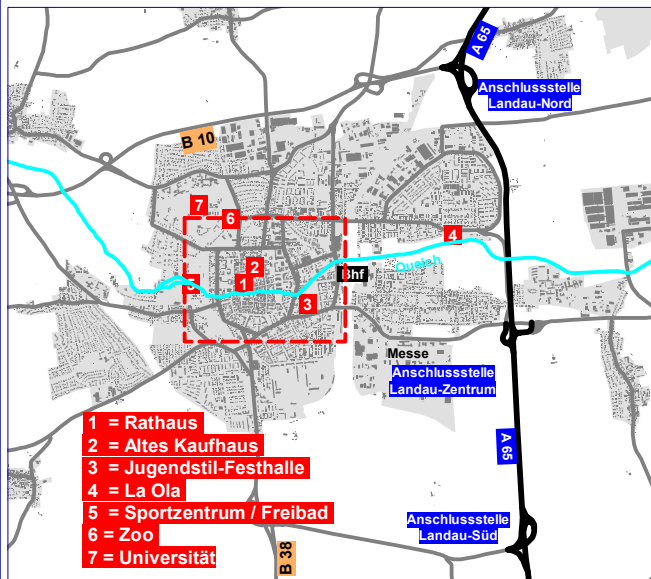 A 65
Anschlussstelle
Landau-Nord
B 10
7
6
4
2
1
Queich
Bhf
3
Messe
Anschlussstelle
Landau-Zentrum
1 = Rathaus
2 = Altes Kaufhaus
3 = Jugendstil-Festhalle
4 = La Ola
5 = Sportzentrum / Freibad
6 = Zoo
7 = Universität
A 65
Anschlussstelle
Landau-Süd
B 38